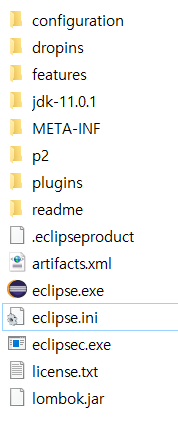 configuration
dropins
features
jdk-11.0.1
META-INF
p2
plugins
readme
.eclipseproduct
artifacts.xml
eclipse.exe
eclipse.ini
eclipsec.exe
license.txt
lombok.jar